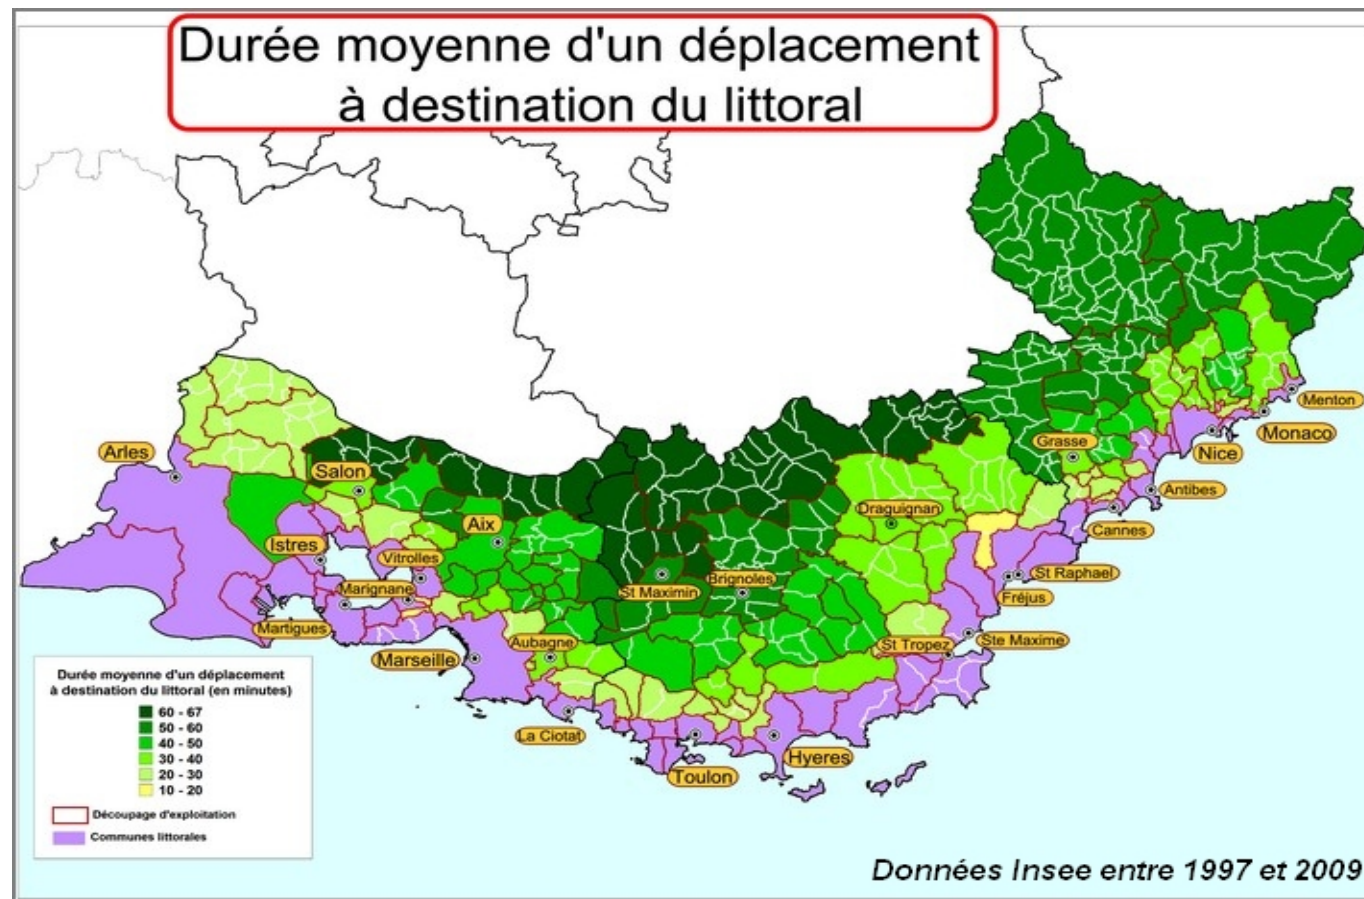 Durée moyenne d'un déplacement
à destination du littoral
Menton
Monaco
Grasse
Nice
Arles
Salon
Antibes
Draguignan
Aix
Cannes
Istres
Vitrolles
St Raphael
St Maximin
Brignoles
Marignane
Fréjus
Martigues
Aubagne
St Tropez
Ste Maxime
Marseille
La Ciotat
Hyeres
Toulon
Durée moyenne d'un déplacement
à destination du littoral (en minutes)
60 - 67
50 - 60
40 - 50
30 - 40
20 - 30
10 - 20
Découpage d'exploitation
Communes littorales
Données Insee entre 1997 et 2009